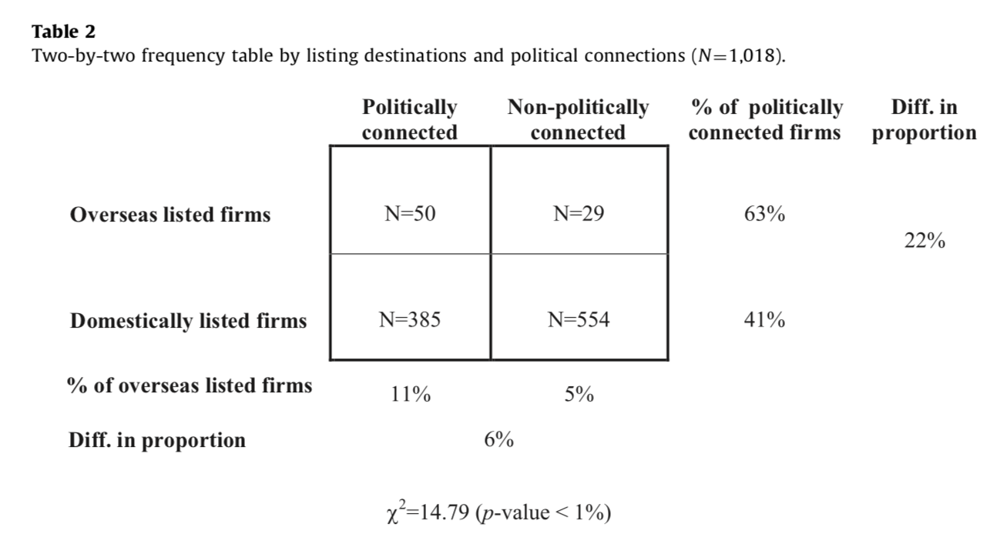 Table 2
Two-by-two frequency table by listing destinations and political connections (N=1,018).
Politically connected
Non-politically connected
% of politically connected firms
Diff. in proportion
Overseas listed firms N=50 N=29 63%
22%
Domestically listed firms N=385 N=554 41%
% of overseas listed firms 11% 5%
Diff. in proportion 6%
χ²=14.79 (p-value < 1%)